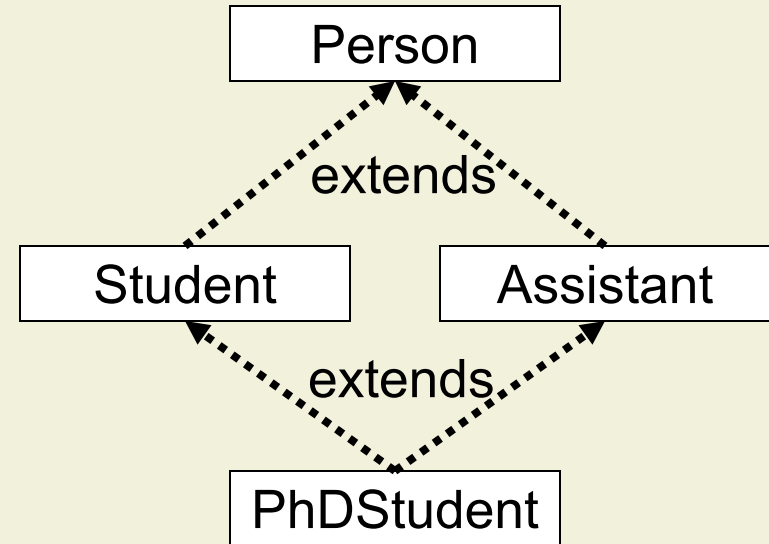 Person
extends
Student
Assistant
extends
PhDStudent